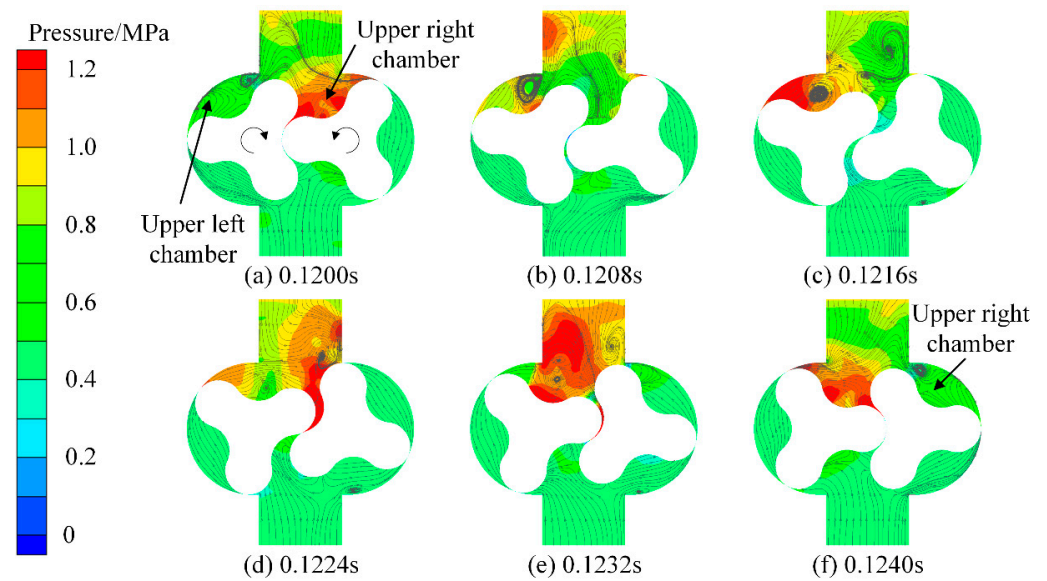 Pressure/MPa
1.2
1.0
0.8
0.6
0.4
0.2
0
Upper right
chamber
Upper left
chamber
(a) 0.1200s
(b) 0.1208s
(c) 0.1216s
Upper right
chamber
(d) 0.1224s
(e) 0.1232s
(f) 0.1240s